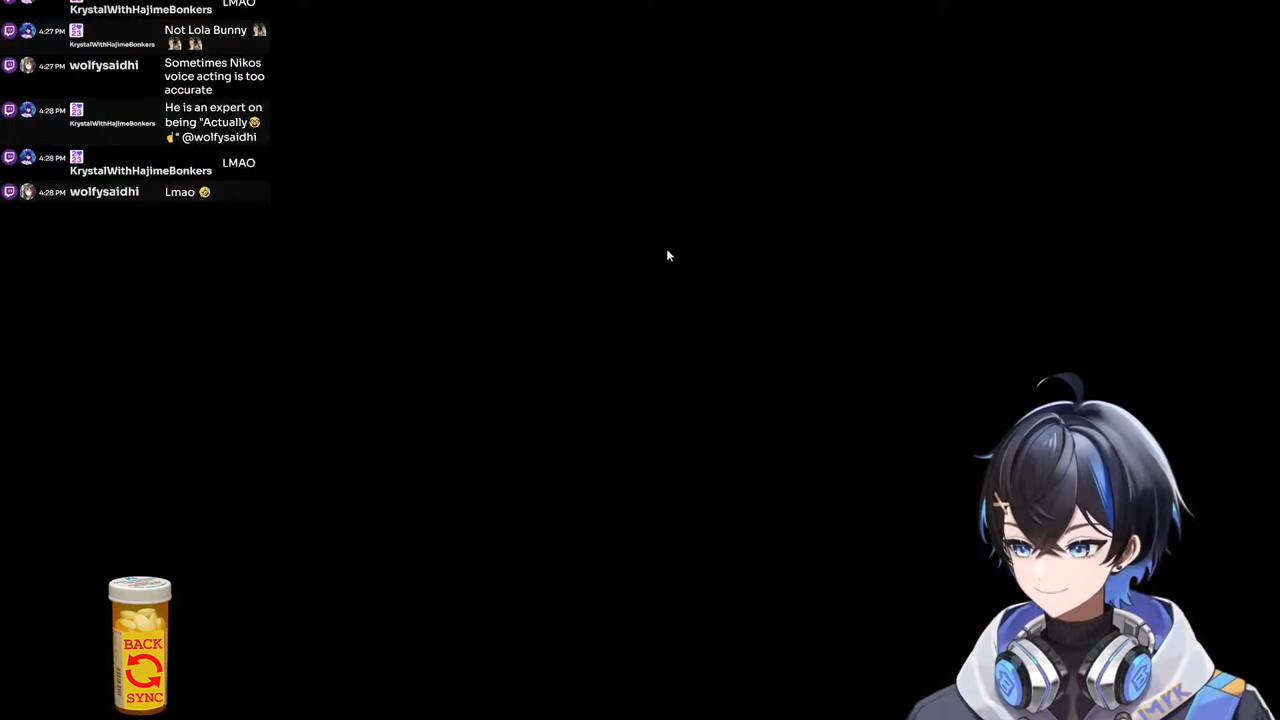 LMAO
KrystalWithHajimeBonkers
4:27 PM
Not Lola Bunny
KrystalWithHajimeBonkers
4:27 PM wolfysaidhi Sometimes Nikos
voice acting is too
accurate
4:28 PM He is an expert on
being "Actually🤓
☝️" @wolfysaidhi
KrystalWithHajimeBonkers
4:28 PM
LMAO
KrystalWithHajimeBonkers
4:28 PM wolfysaidhi Lmao 🤣
BACK
SYNC